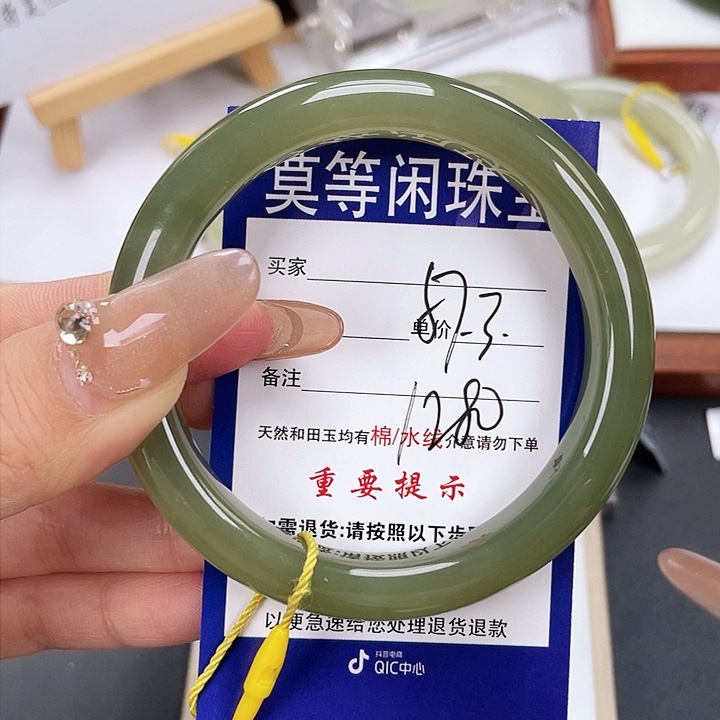 莫等闲珠宝
买家
57.3.
单价
备注
1280
天然和田玉均有棉/水线介意请勿下单
重要提示
需退货:请按照以下步
以便急速给您处理退货退款
抖音电商
QIC中心